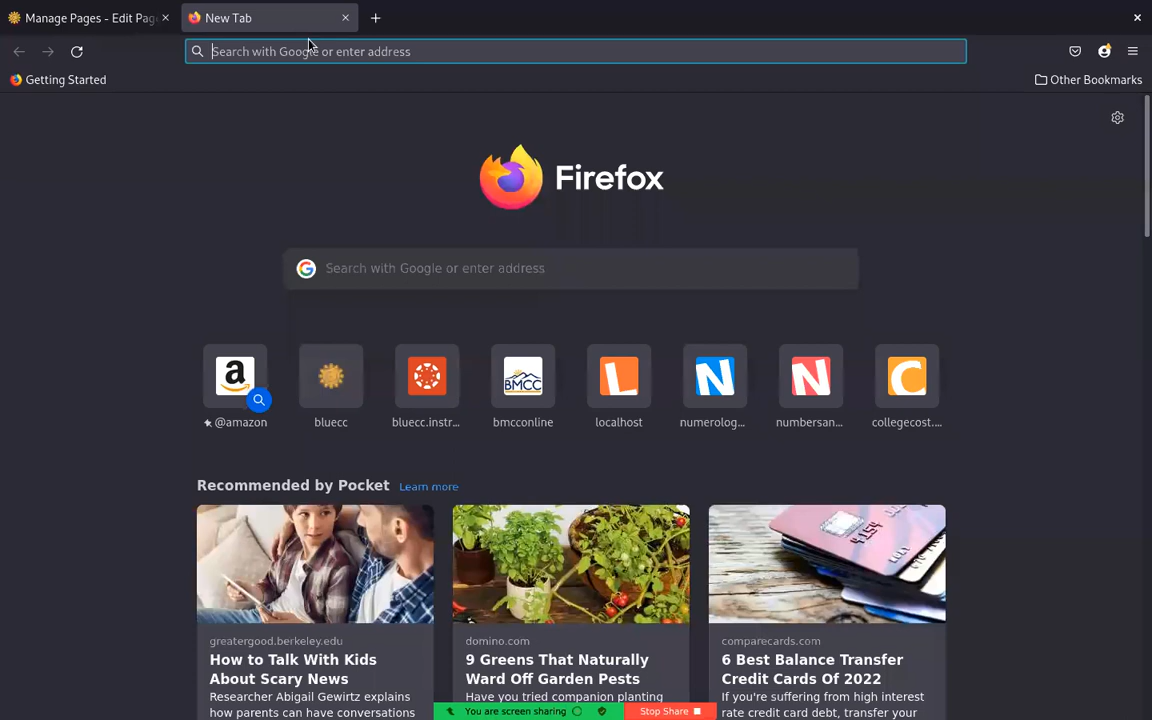 Manage Pages - Edit Pag
New Tab
Search with Google or enter address
Getting Started
Other Bookmarks
Firefox
Search with Google or enter address
@amazon
bluecc
bluecc.instr...
BMCC
bmcconline
L
localhost
N
numerolog...
N
numbersan...
C
collegecost....
Recommended by Pocket
Learn more
greatergood.berkeley.edu
How to Talk With Kids
About Scary News
Researcher Abigail Gewirtz explains
how parents can have conversations
domino.com
9 Greens That Naturally
Ward Off Garden Pests
Have you tried companion planting
comparecards.com
6 Best Balance Transfer
Credit Cards Of 2022
If you're suffering from high interest
rate credit card debt, transfer your
You are screen sharing
Stop Share